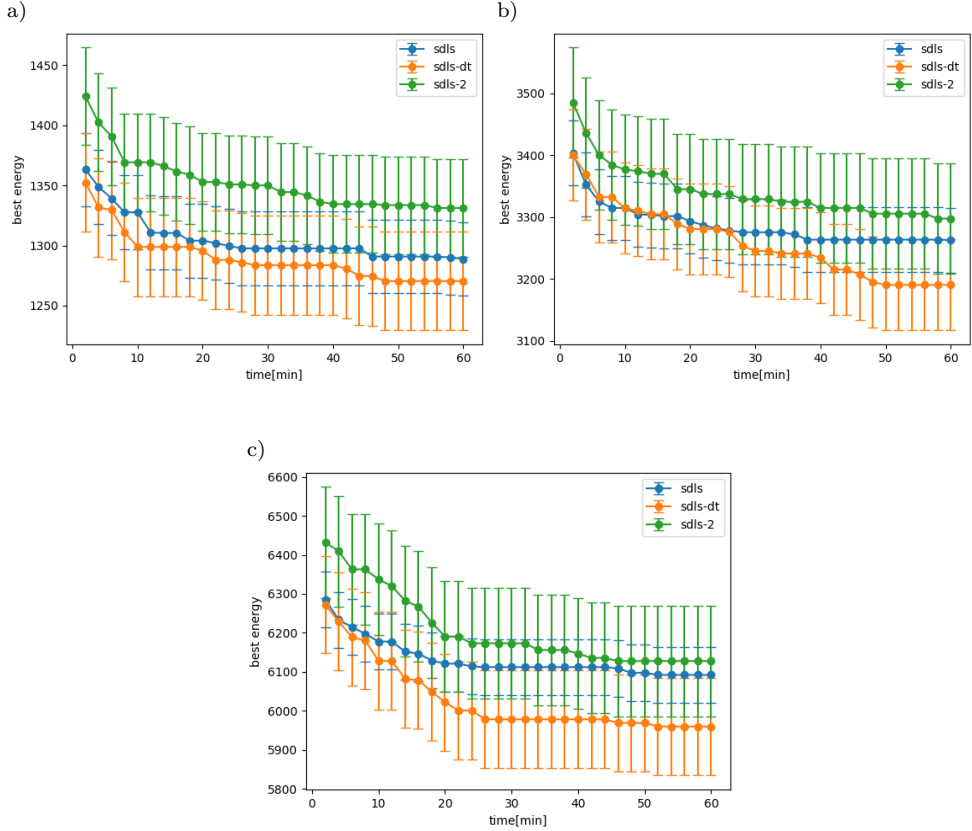 a)
sdls
sdls-dt
sdls-2
1450
1400
1350
1300
1250
best energy
0 10 20 30 40 50 60
time[min]
b)
sdls
sdls-dt
sdls-2
3500
3400
3300
3200
3100
best energy
0 10 20 30 40 50 60
time[min]
c)
sdls
sdls-dt
sdls-2
6600
6500
6400
6300
6200
6100
6000
5900
5800
best energy
0 10 20 30 40 50 60
time[min]